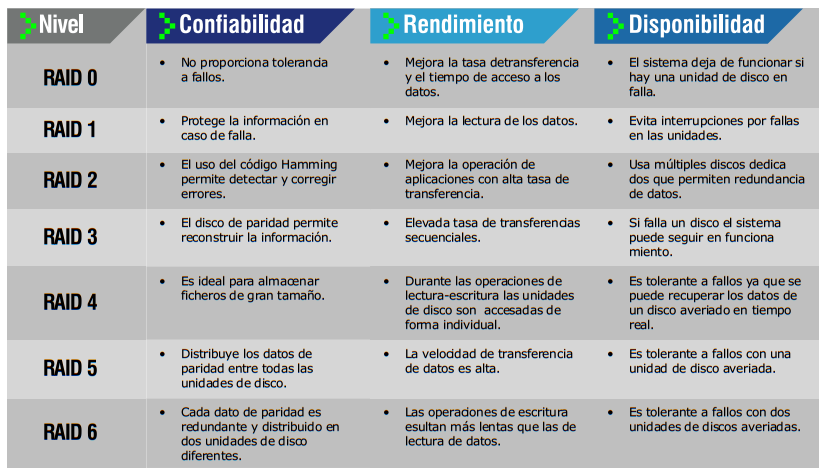 Nivel
Confiabilidad
Rendimiento
Disponibilidad
RAID 0
• No proporciona tolerancia
a fallos.
• Mejora la tasa detransferencia
y el tiempo de acceso a los
datos.
• El sistema deja de funcionar si
hay una unidad de disco en
falla.
RAID 1
• Protege la información en
caso de falla.
• Mejora la lectura de los datos.
• Evita interrupciones por fallas
en las unidades.
RAID 2
• El uso del código Hamming
permite detectar y corregir
errores.
• Mejora la operación de
aplicaciones con alta tasa de
transferencia.
• Usa múltiples discos dedica
dos que permiten redundancia
de datos.
RAID 3
• El disco de paridad permite
reconstruir la información.
• Elevada tasa de transferencias
secuenciales.
• Si falla un disco el sistema
puede seguir en funciona
miento.
RAID 4
• Es ideal para almacenar
ficheros de gran tamaño.
• Durante las operaciones de
lectura-escritura las unidades
de disco son accesadas de
forma individual.
• Es tolerante a fallos ya que se
puede recuperar los datos de
un disco averiado en tiempo
real.
RAID 5
• Distribuye los datos de
paridad entre todas las
unidades de disco.
• La velocidad de transferencia
de datos es alta.
• Es tolerante a fallos con una
unidad de disco averiada.
RAID 6
• Cada dato de paridad es
redundante y distribuido en
dos unidades de disco
diferentes.
• Las operaciones de escritura
esultan más lentas que las de
lectura de datos.
• Es tolerante a fallos con dos
unidades de discos averiadas.